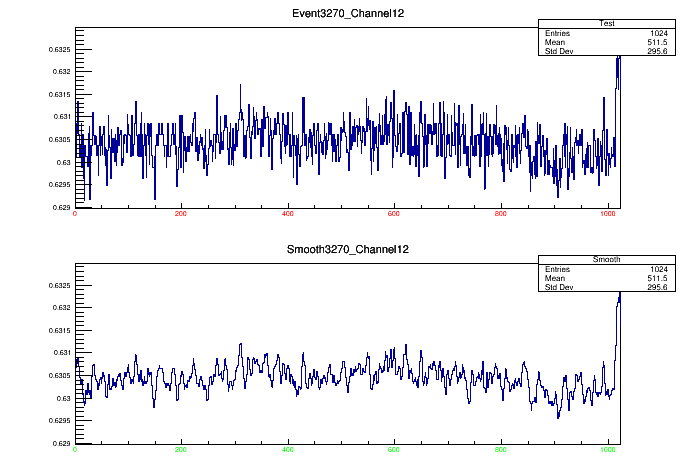 Event3270_Channel12
Test
Entries 1024
Mean 511.5
Std Dev 295.6
0.6325
0.632
0.6315
0.631
0.6305
0.63
0.6295
0.629
0 200 400 600 800 1000
Smooth3270_Channel12
Smooth
Entries 1024
Mean 511.5
Std Dev 295.6
0.6325
0.632
0.6315
0.631
0.6305
0.63
0.6295
0.629
0 200 400 600 800 1000